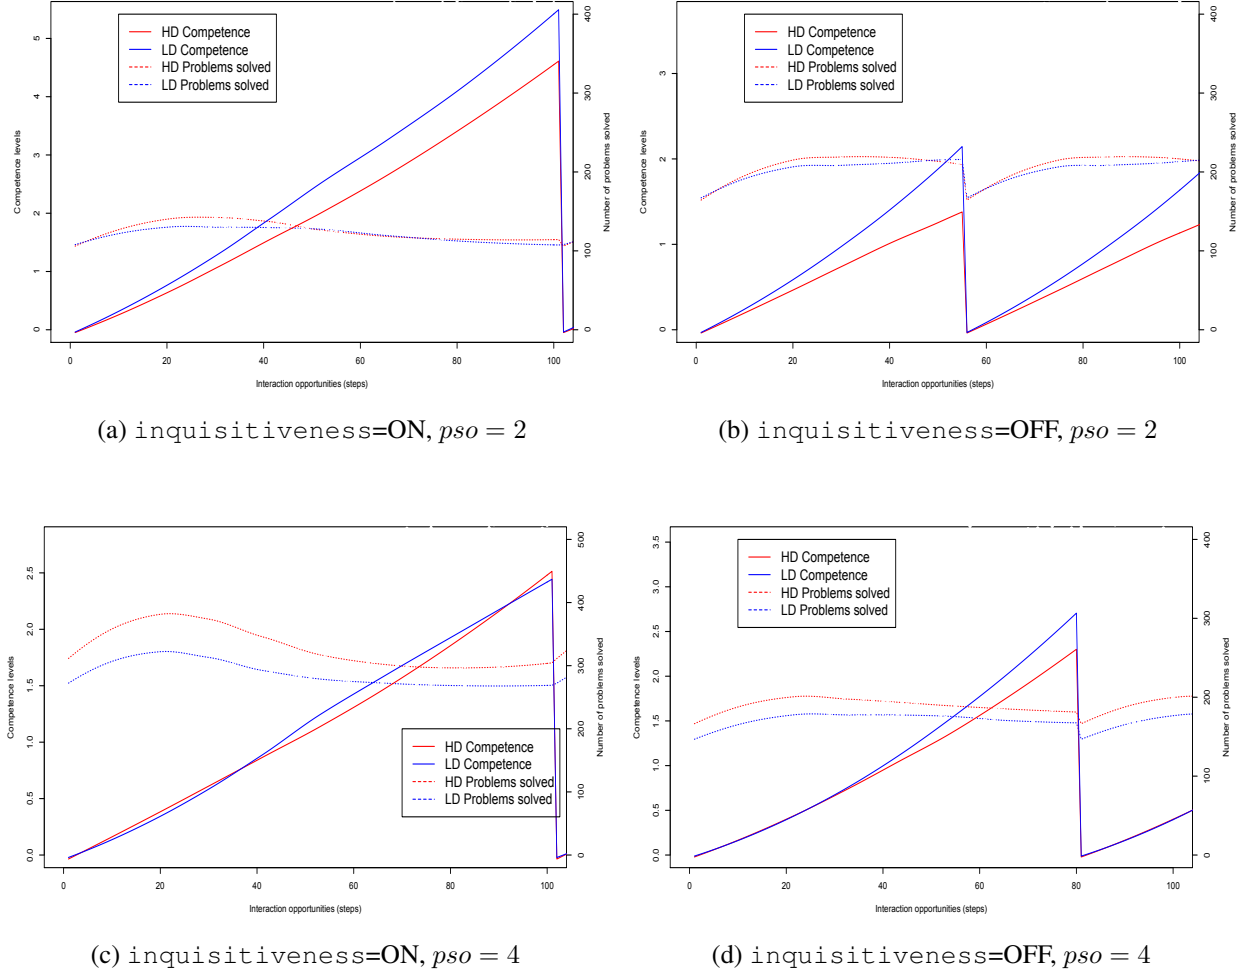 HD Competence
LD Competence
HD Problems solved
LD Problems solved
Competence levels
0 1 2 3 4 5
Number of problems solved
0 100 200 300 400
0 20 40 60 80 100
Interaction opportunities (steps)
(a) inquisitiveness=ON, pso = 2
HD Competence
LD Competence
HD Problems solved
LD Problems solved
Competence levels
0 1 2 3
Number of problems solved
0 100 200 300 400
0 20 40 60 80 100
Interaction opportunities (steps)
(b) inquisitiveness=OFF, pso = 2
HD Competence
LD Competence
HD Problems solved
LD Problems solved
Competence levels
0.0 0.5 1.0 1.5 2.0 2.5
Number of problems solved
0 100 200 300 400 500
0 20 40 60 80 100
Interaction opportunities (steps)
(c) inquisitiveness=ON, pso = 4
HD Competence
LD Competence
HD Problems solved
LD Problems solved
Competence levels
0.0 0.5 1.0 1.5 2.0 2.5 3.0 3.5
Number of problems solved
0 100 200 300 400
0 20 40 60 80 100
Interaction opportunities (steps)
(d) inquisitiveness=OFF, pso = 4